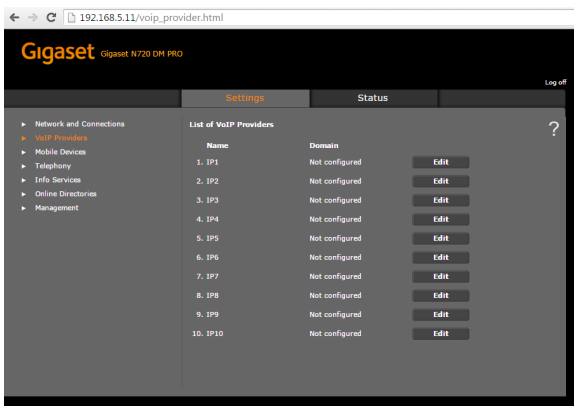 192.168.5.11/voip_provider.html
Gigaset Gigaset N720 DM PRO
Log off
Settings Status
Network and Connections
VoIP Providers
Mobile Devices
Telephony
Info Services
Online Directories
Management
List of VoIP Providers
?
Name Domain
1. IP1 Not configured Edit
2. IP2 Not configured Edit
3. IP3 Not configured Edit
4. IP4 Not configured Edit
5. IP5 Not configured Edit
6. IP6 Not configured Edit
7. IP7 Not configured Edit
8. IP8 Not configured Edit
9. IP9 Not configured Edit
10. IP10 Not configured Edit